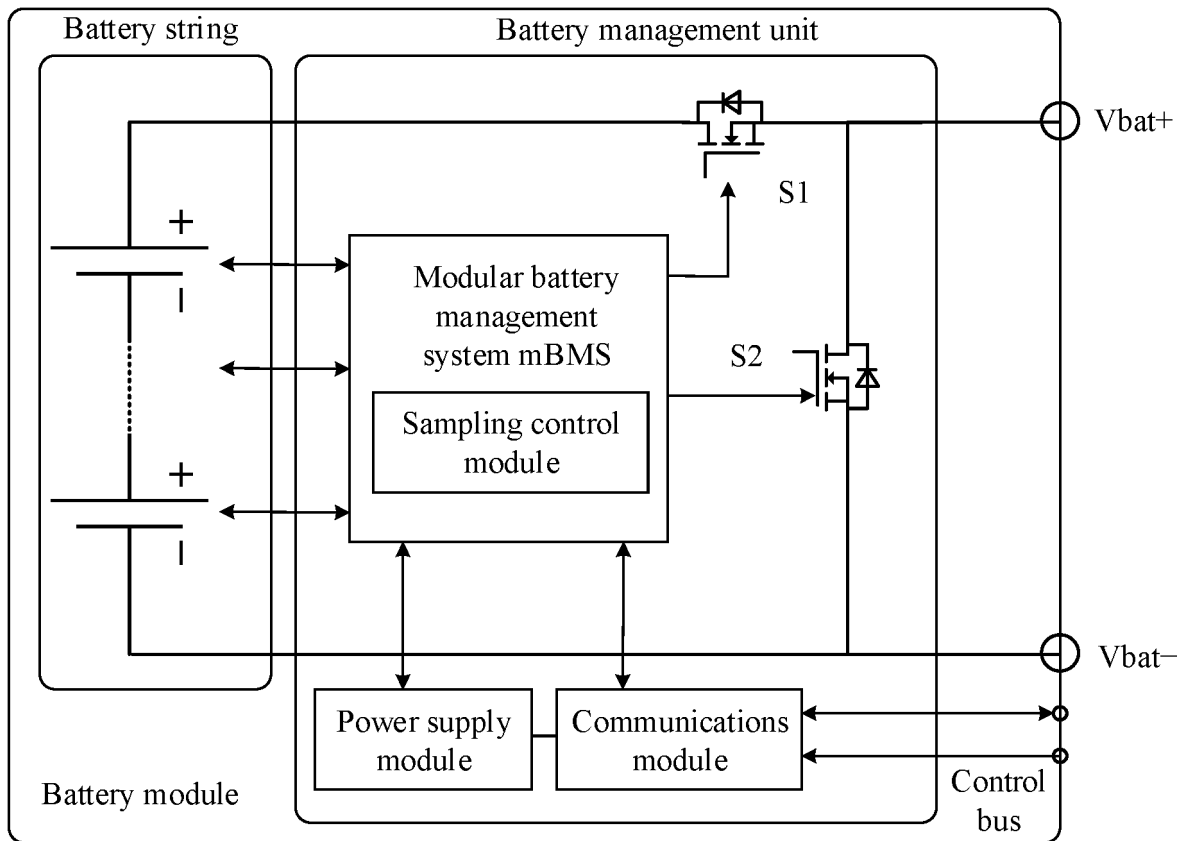 Battery string
Battery management unit
Vbat+
S1
+
−
Modular battery
management
system mBMS
S2
Sampling control
module
+
−
Vbat−
Power supply
module
Communications
module
Control
bus
Battery module